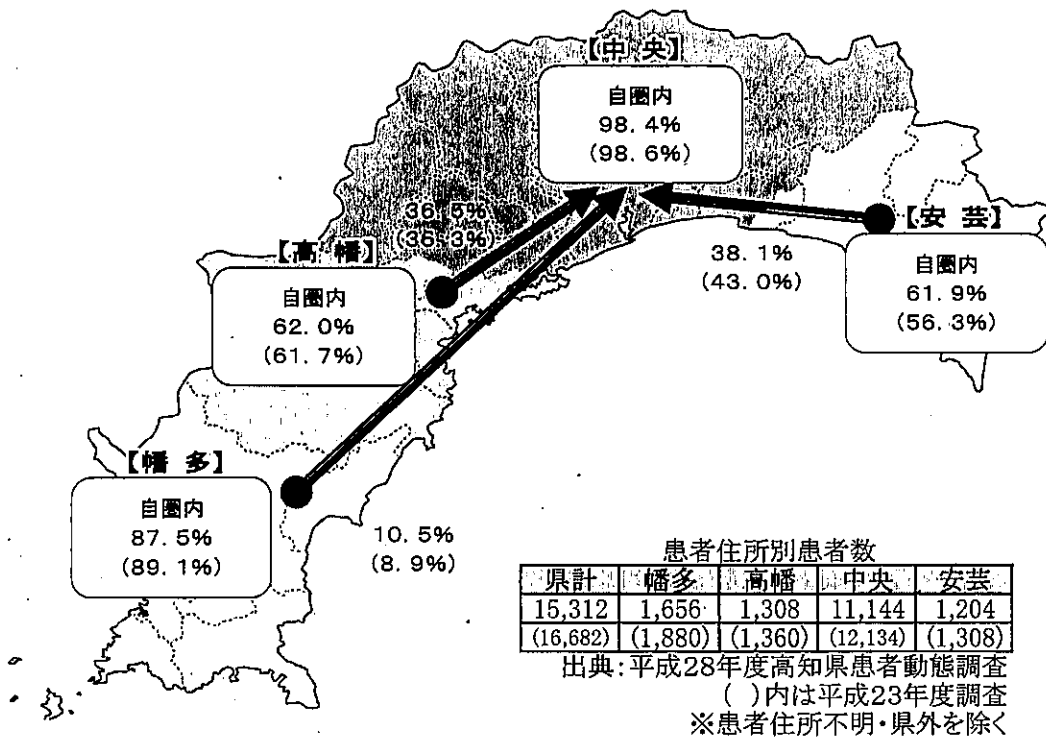 【中 央】
自圏内
98.4%
(98.6%)
36.5%
(36.3%)
【高 幡】
自圏内
62.0%
(61.7%)
【安 芸】
自圏内
61.9%
(56.3%)
38.1%
(43.0%)
【幡 多】
自圏内
87.5%
(89.1%)
10.5%
(8.9%)
患者住所別患者数
県計 幡多 高幡 中央 安芸
15,312 1,656 1,308 11,144 1,204
(16,682) (1,880) (1,360) (12,134) (1,308)
出典:平成28年度高知県患者動態調査
( )内は平成23年度調査
※患者住所不明・県外を除く